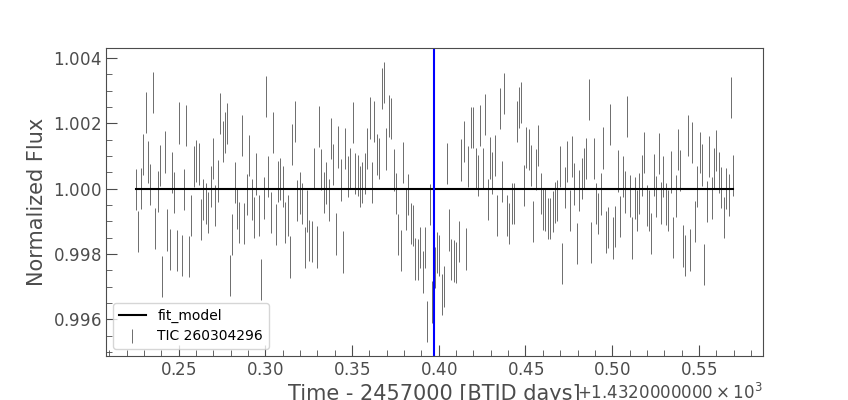 1.004
1.002
1.000
0.998
0.996
Normalized Flux
fit_model
TIC 260304296
0.25
0.30
0.35
0.40
0.45
0.50
0.55
Time - 2457000 [BTJD days]
+1.4320000000 × 10³